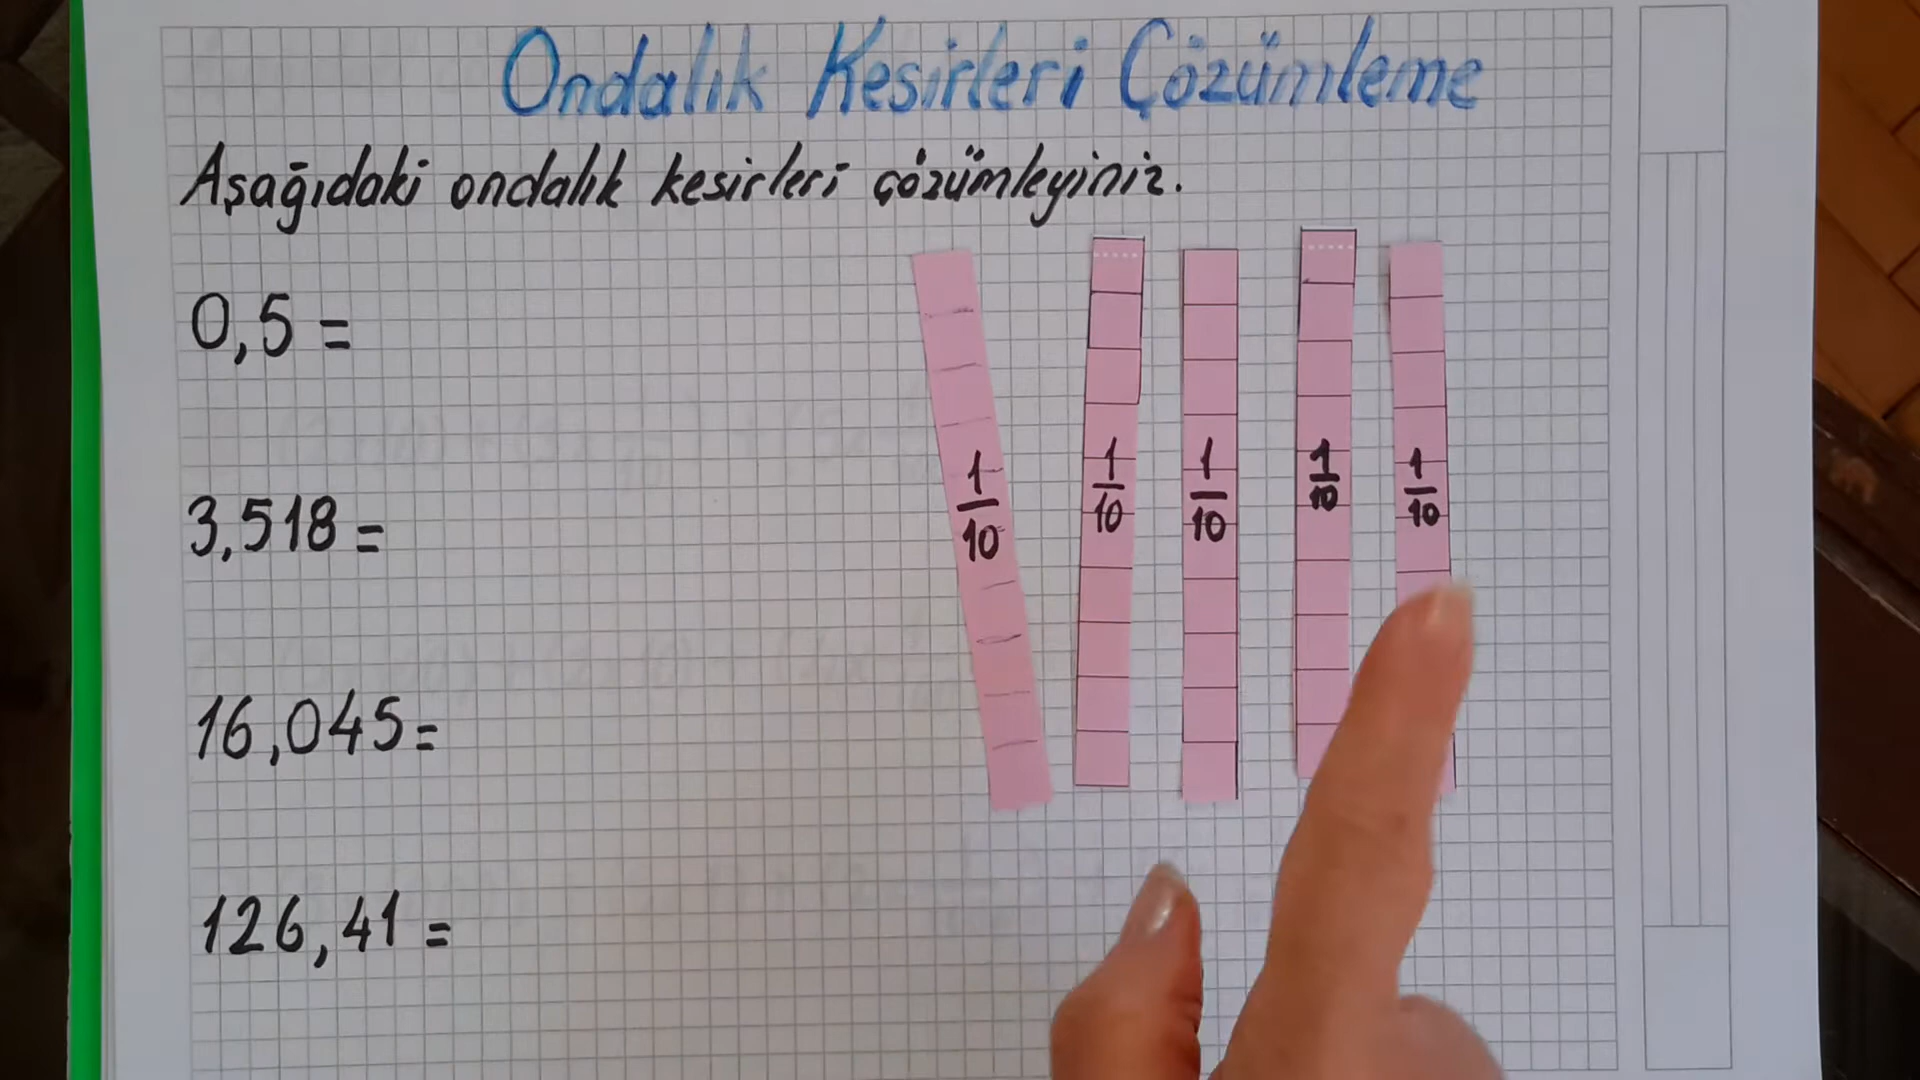 Ondalık Kesirleri Çözümleme
Aşağıdaki ondalık kesirleri çözümleyiniz.
0,5 =
1/10 1/10 1/10 1/10 1/10
3,518 =
16,045 =
126,41 =